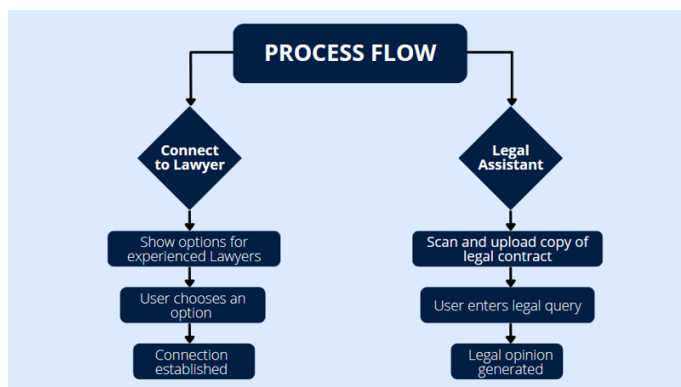 PROCESS FLOW
Connect
to Lawyer
Show options for
experienced Lawyers
User chooses an
option
Connection
established
Legal
Assistant
Scan and upload copy of
legal contract
User enters legal query
Legal opinion
generated